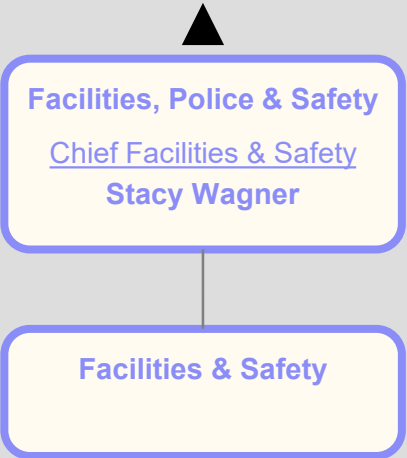 Facilities, Police & Safety
Chief Facilities & Safety
Stacy Wagner
Facilities & Safety